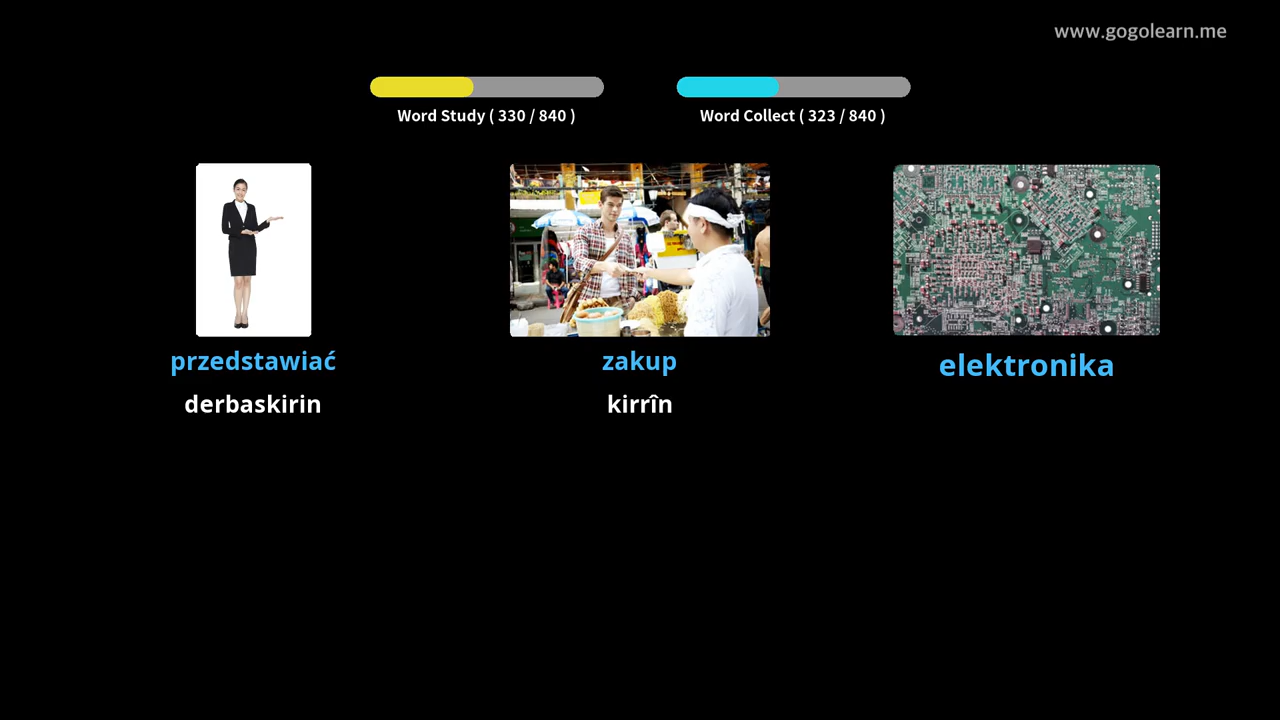 www.gogolearn.me
Word Study ( 330 / 840 )
Word Collect ( 323 / 840 )
przedstawiać
zakup
elektronika
derbaskirin
kirrîn